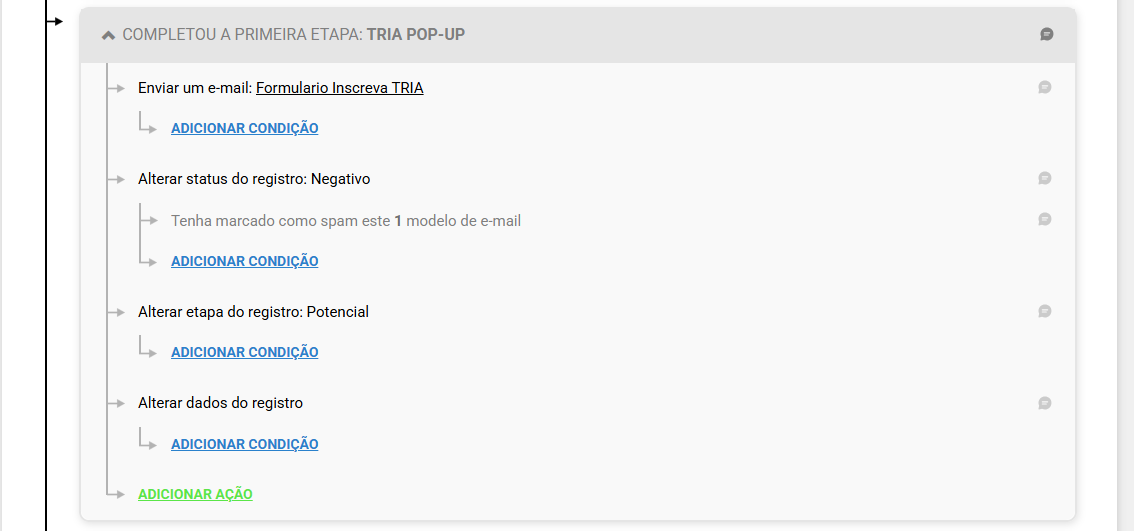 COMPLETOU A PRIMEIRA ETAPA: TRIA POP-UP
Enviar um e-mail: Formulario Inscreva TRIA
ADICIONAR CONDIÇÃO
Alterar status do registro: Negativo
Tenha marcado como spam este 1 modelo de e-mail
ADICIONAR CONDIÇÃO
Alterar etapa do registro: Potencial
ADICIONAR CONDIÇÃO
Alterar dados do registro
ADICIONAR CONDIÇÃO
ADICIONAR AÇÃO